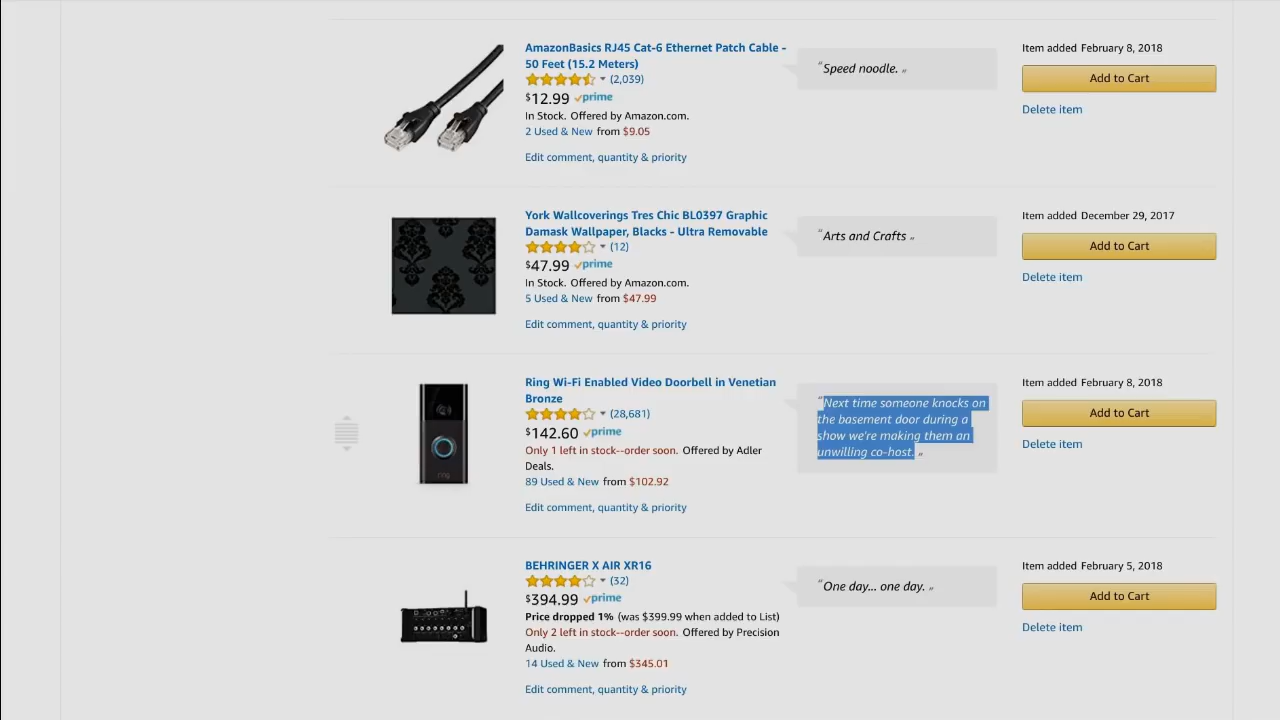 AmazonBasics RJ45 Cat-6 Ethernet Patch Cable -
50 Feet (15.2 Meters)
(2,039)
$12.99 prime
In Stock. Offered by Amazon.com.
2 Used & New from $9.05
Edit comment, quantity & priority
“Speed noodle. „
Item added February 8, 2018
Add to Cart
Delete item
York Wallcoverings Tres Chic BL0397 Graphic
Damask Wallpaper, Blacks - Ultra Removable
(12)
$47.99 prime
In Stock. Offered by Amazon.com.
5 Used & New from $47.99
Edit comment, quantity & priority
“Arts and Crafts „
Item added December 29, 2017
Add to Cart
Delete item
Ring Wi-Fi Enabled Video Doorbell in Venetian
Bronze
(28,681)
$142.60 prime
Only 1 left in stock--order soon. Offered by Adler
Deals.
89 Used & New from $102.92
Edit comment, quantity & priority
“Next time someone knocks on
the basement door during a
show we're making them an
unwilling co-host. „
Item added February 8, 2018
Add to Cart
Delete item
ring
BEHRINGER X AIR XR16
(32)
$394.99 prime
Price dropped 1% (was $399.99 when added to List)
Only 2 left in stock--order soon. Offered by Precision
Audio.
14 Used & New from $345.01
Edit comment, quantity & priority
“One day... one day. „
Item added February 5, 2018
Add to Cart
Delete item